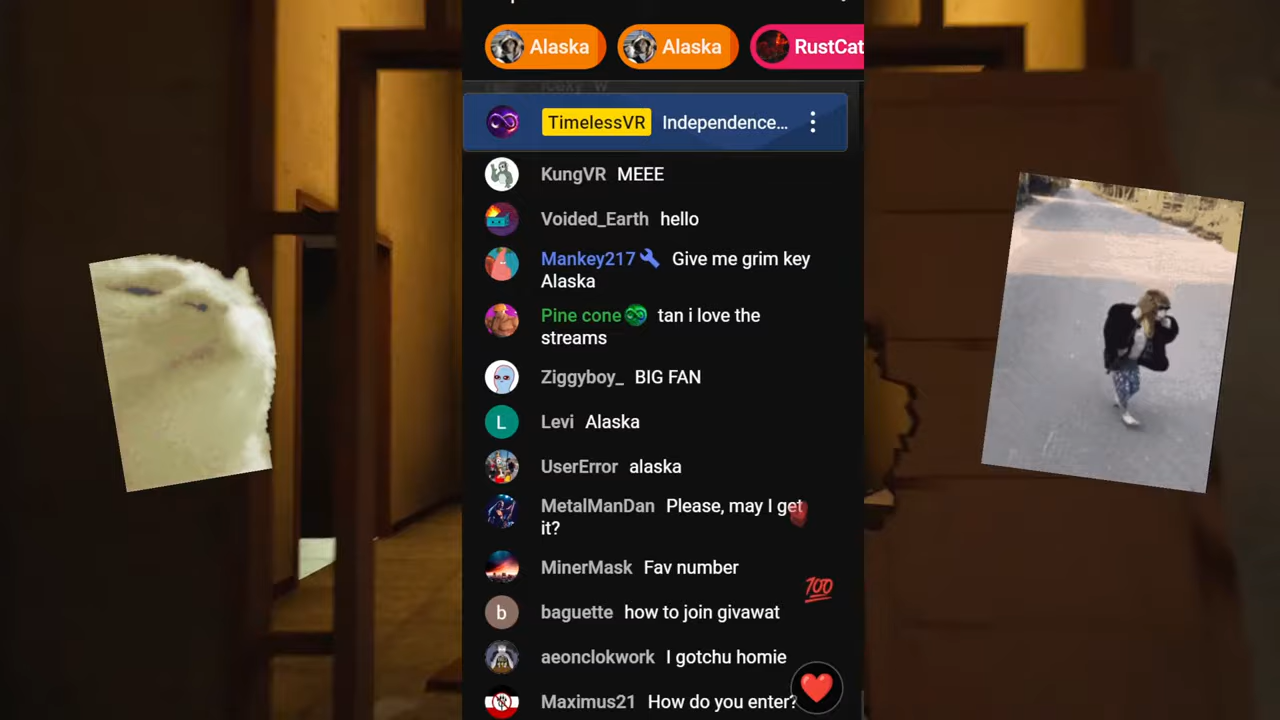 Alaska Alaska RustCat
TimelessVR Independence...
KungVR MEEE
Voided_Earth hello
Mankey217 Give me grim key
Alaska
Pine cone tan i love the
streams
Ziggyboy_ BIG FAN
L Levi Alaska
UserError alaska
MetalManDan Please, may I get
it?
MinerMask Fav number
100
b baguette how to join givawat
aeonclokwork I gotchu homie
Maximus21 How do you enter?